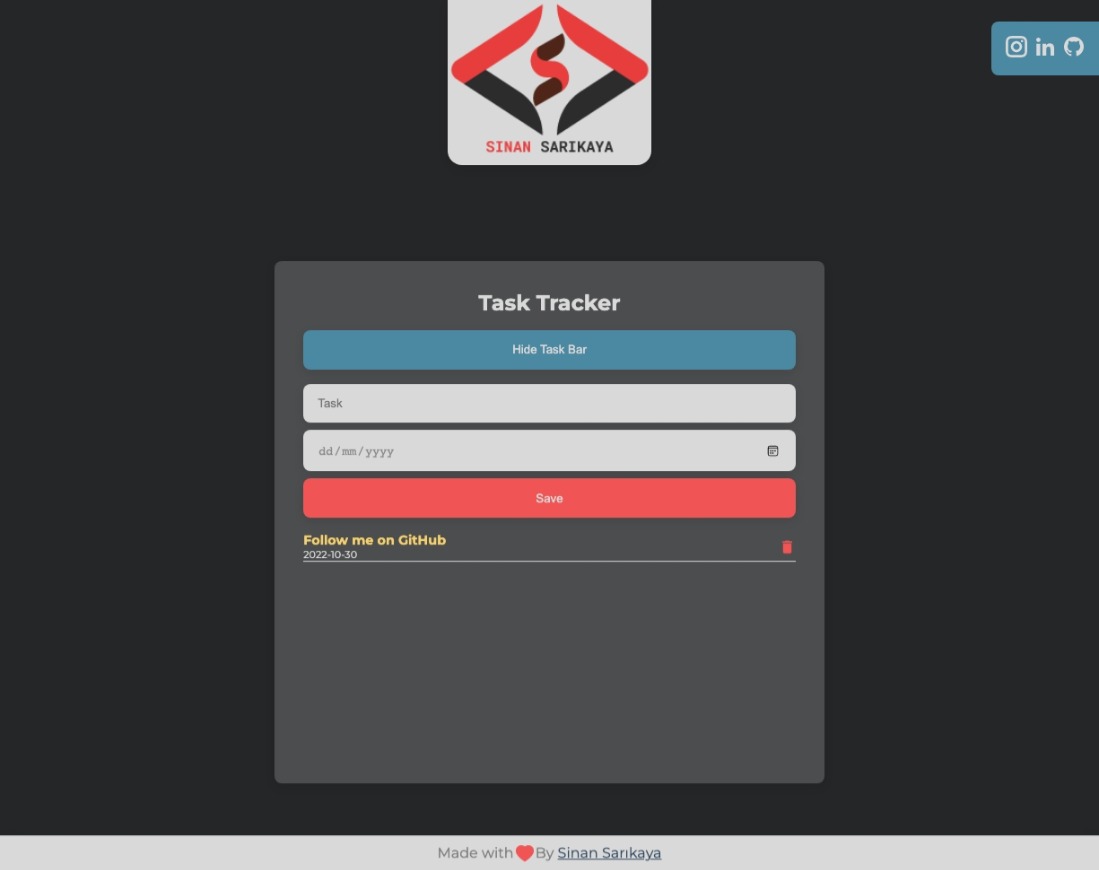 SINAN SARIKAYA
Task Tracker
Hide Task Bar
Task
dd/mm/yyyy
Save
Follow me on GitHub
2022-10-30
Made with By Sinan Sarıkaya